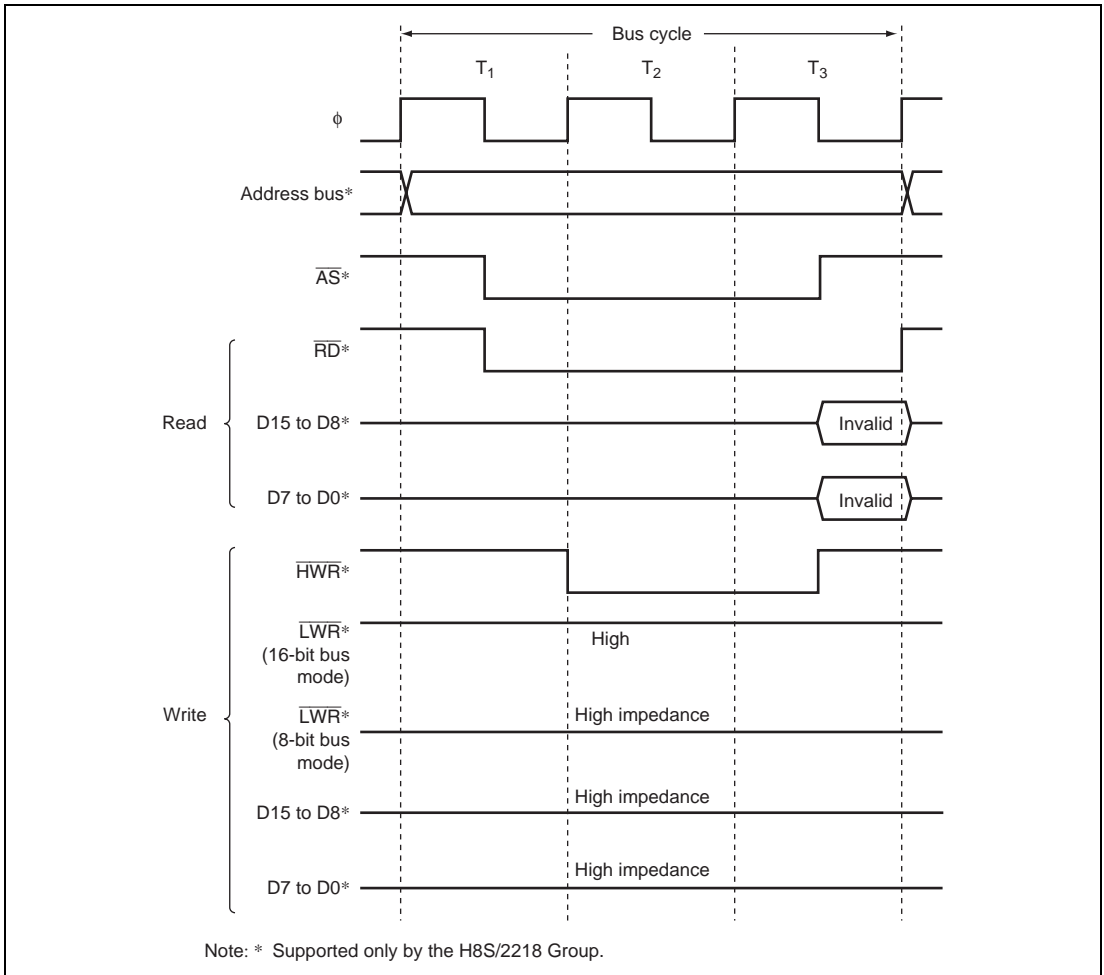 Bus cycle
T1 T2 T3
ϕ
Address bus*
AS*
RD*
Read
D15 to D8* Invalid
D7 to D0* Invalid
HWR*
LWR*
(16-bit bus
mode)
High
Write
LWR*
(8-bit bus
mode)
High impedance
D15 to D8* High impedance
D7 to D0* High impedance
Note: * Supported only by the H8S/2218 Group.